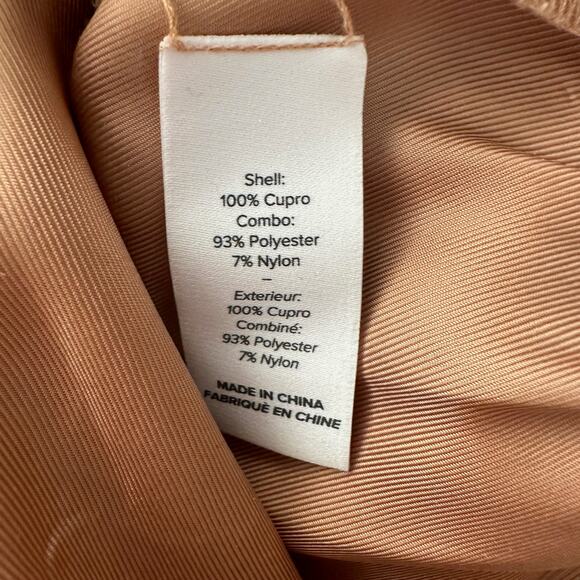 Shell:
100% Cupro
Combo:
93% Polyester
7% Nylon
–
Exterieur:
100% Cupro
Combiné:
93% Polyester
7% Nylon
MADE IN CHINA
FABRIQUÈ EN CHINE